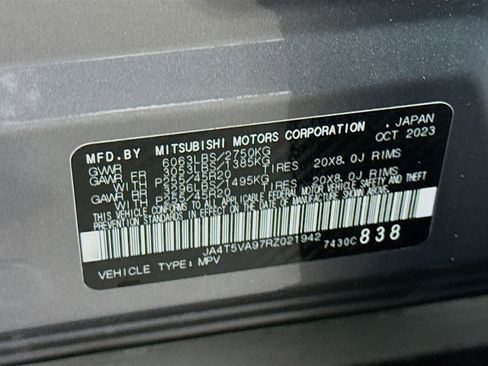 MFD.BY MITSUBISHI MOTORS CORPORATION , JAPAN
GVWR 6063LBS/2750KG OCT 2023
GAWR FR 3053LBS/1385KG
WITH P255/45R20 TIRES 20X8.0J RIMS
GAWR RR 3296LBS/1495KG
WITH P255/45R20 TIRES 20X8.0J RIMS
THIS VEHICLE CONFORMS TO ALL APPLICABLE FEDERAL MOTOR VEHICLE SAFETY AND THEFT
PREVENTION STANDARDS IN EFFECT ON THE DATE OF MANUFACTURE SHOWN ABOVE.
JA4T5VA97RZ021942 7430C 838
VEHICLE TYPE: MPV